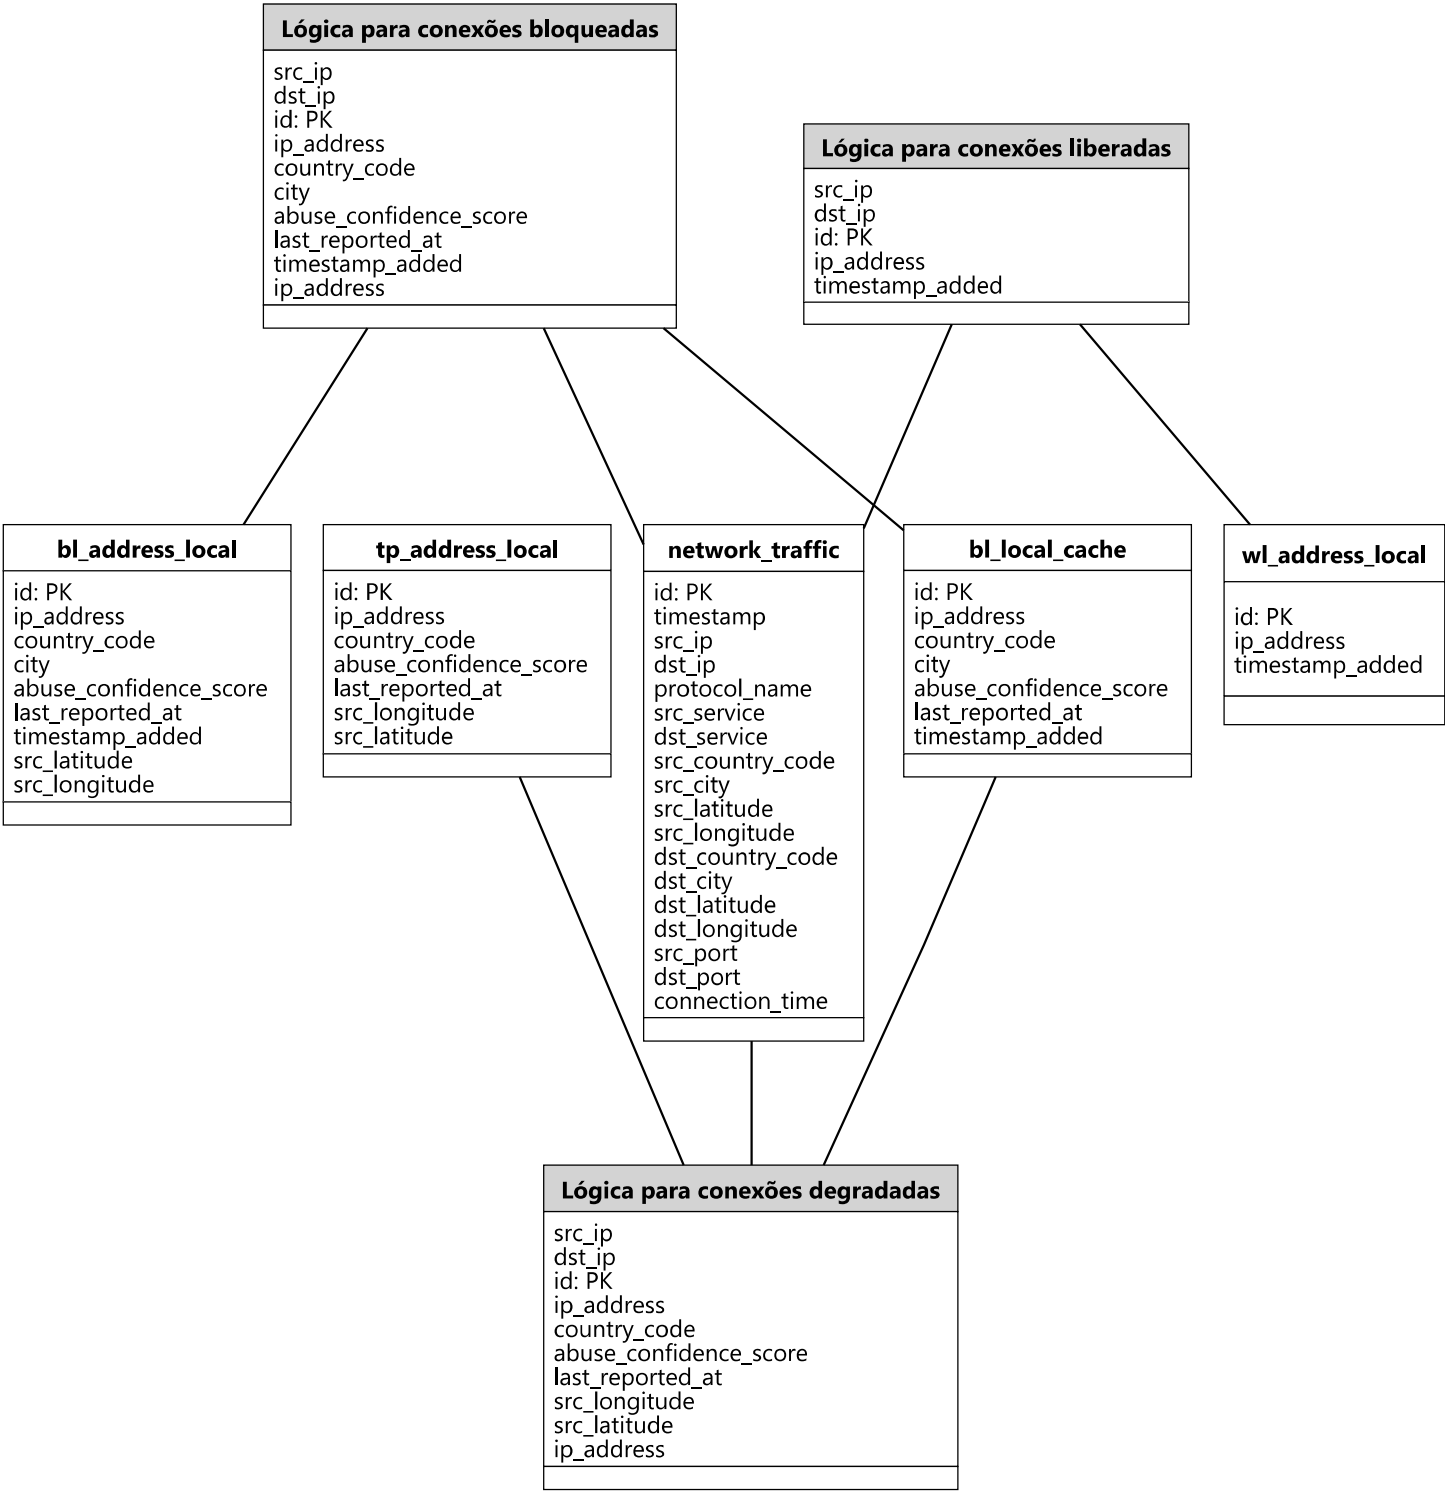 Lógica para conexões bloqueadas
src_ip
dst_ip
id: PK
ip_address
country_code
city
abuse_confidence_score
last_reported_at
timestamp_added
ip_address
Lógica para conexões liberadas
src_ip
dst_ip
id: PK
ip_address
timestamp_added
bl_address_local
id: PK
ip_address
country_code
city
abuse_confidence_score
last_reported_at
timestamp_added
src_latitude
src_longitude
tp_address_local
id: PK
ip_address
country_code
abuse_confidence_score
last_reported_at
src_longitude
src_latitude
network_traffic
id: PK
timestamp
src_ip
dst_ip
protocol_name
src_service
dst_service
src_country_code
src_city
src_latitude
src_longitude
dst_country_code
dst_city
dst_latitude
dst_longitude
src_port
dst_port
connection_time
bl_local_cache
id: PK
ip_address
country_code
city
abuse_confidence_score
last_reported_at
timestamp_added
wl_address_local
id: PK
ip_address
timestamp_added
Lógica para conexões degradadas
src_ip
dst_ip
id: PK
ip_address
country_code
abuse_confidence_score
last_reported_at
src_longitude
src_latitude
ip_address